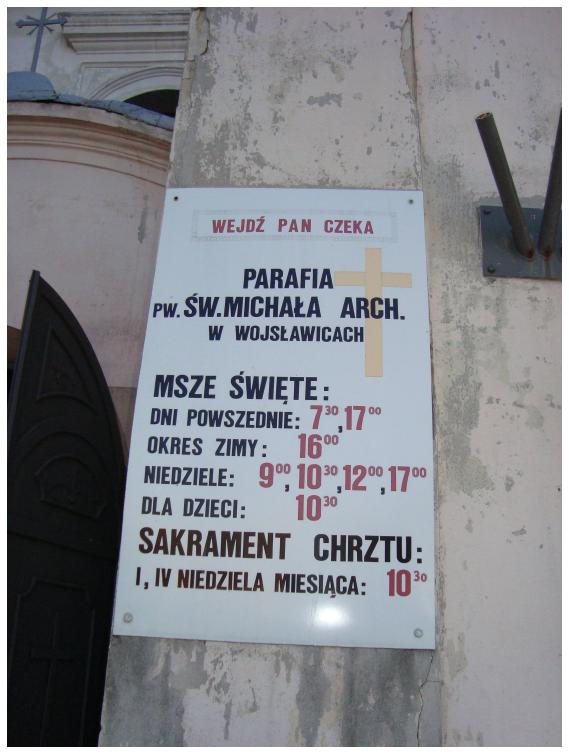 WEJDŹ PAN CZEKA
PARAFIA
PW. ŚW. MICHAŁA ARCH.
W WOJSŁAWICACH
MSZE ŚWIĘTE:
DNI POWSZEDNIE: 7³⁰, 17⁰⁰
OKRES ZIMY: 16⁰⁰
NIEDZIELE: 9⁰⁰, 10³⁰, 12⁰⁰, 17⁰⁰
DLA DZIECI: 10³⁰
SAKRAMENT CHRZTU:
I, IV NIEDZIELA MIESIĄCA: 10³⁰